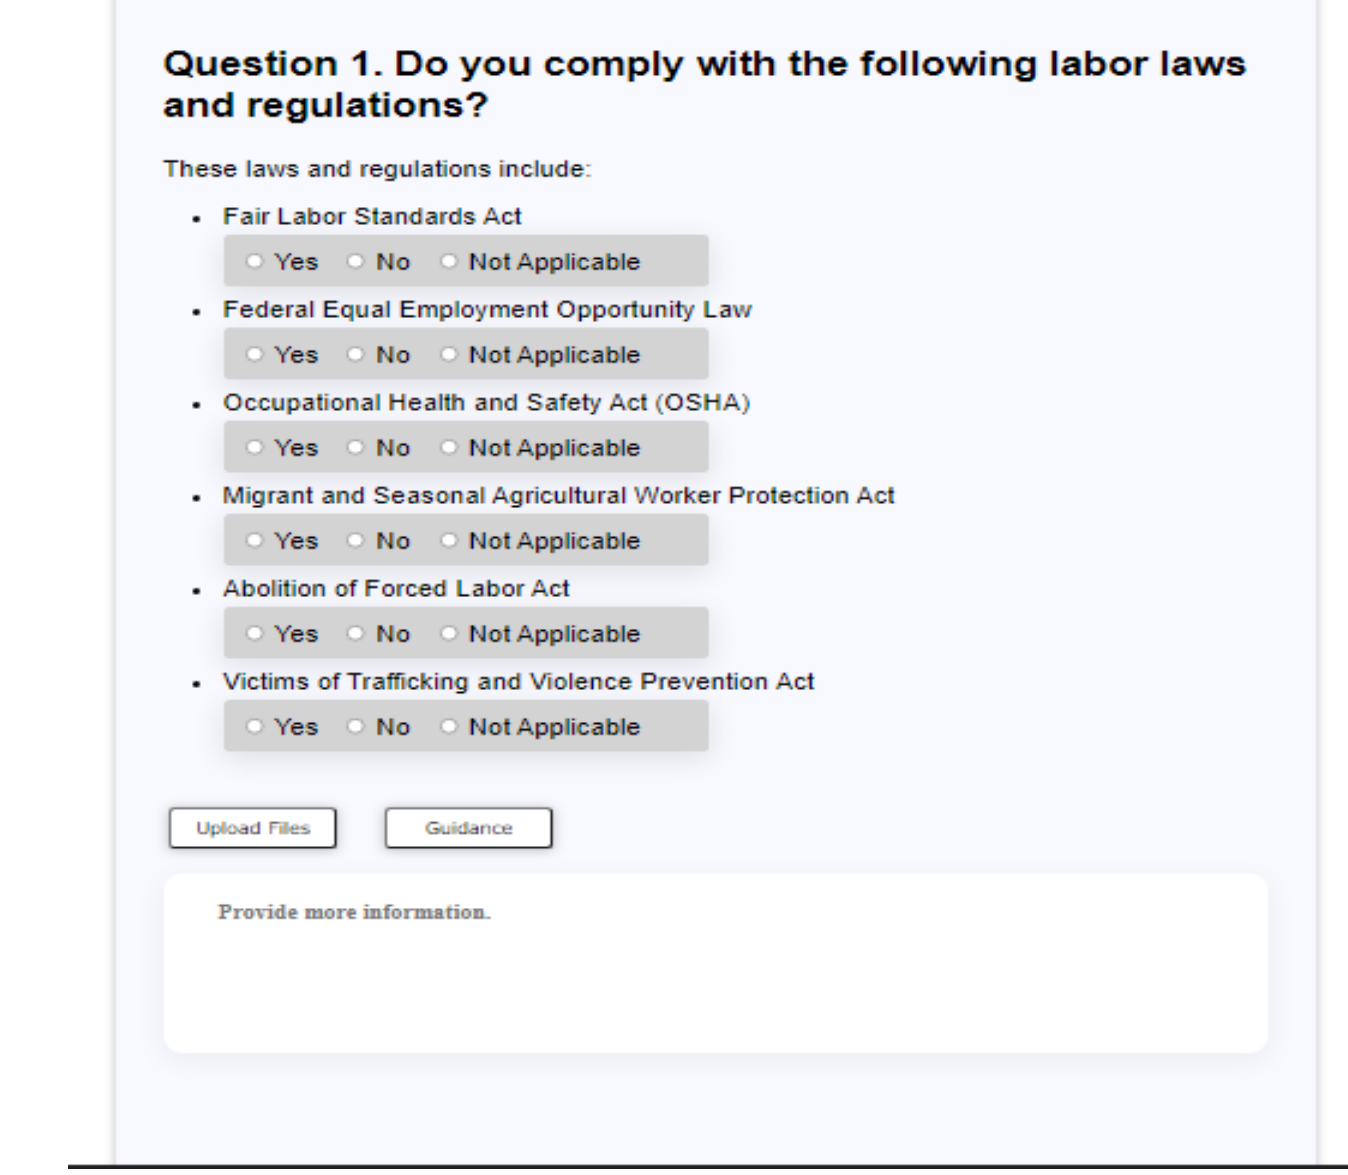 Question 1. Do you comply with the following labor laws
and regulations?
These laws and regulations include:
• Fair Labor Standards Act
Yes No Not Applicable
• Federal Equal Employment Opportunity Law
Yes No Not Applicable
• Occupational Health and Safety Act (OSHA)
Yes No Not Applicable
• Migrant and Seasonal Agricultural Worker Protection Act
Yes No Not Applicable
• Abolition of Forced Labor Act
Yes No Not Applicable
• Victims of Trafficking and Violence Prevention Act
Yes No Not Applicable
Upload Files Guidance
Provide more information.